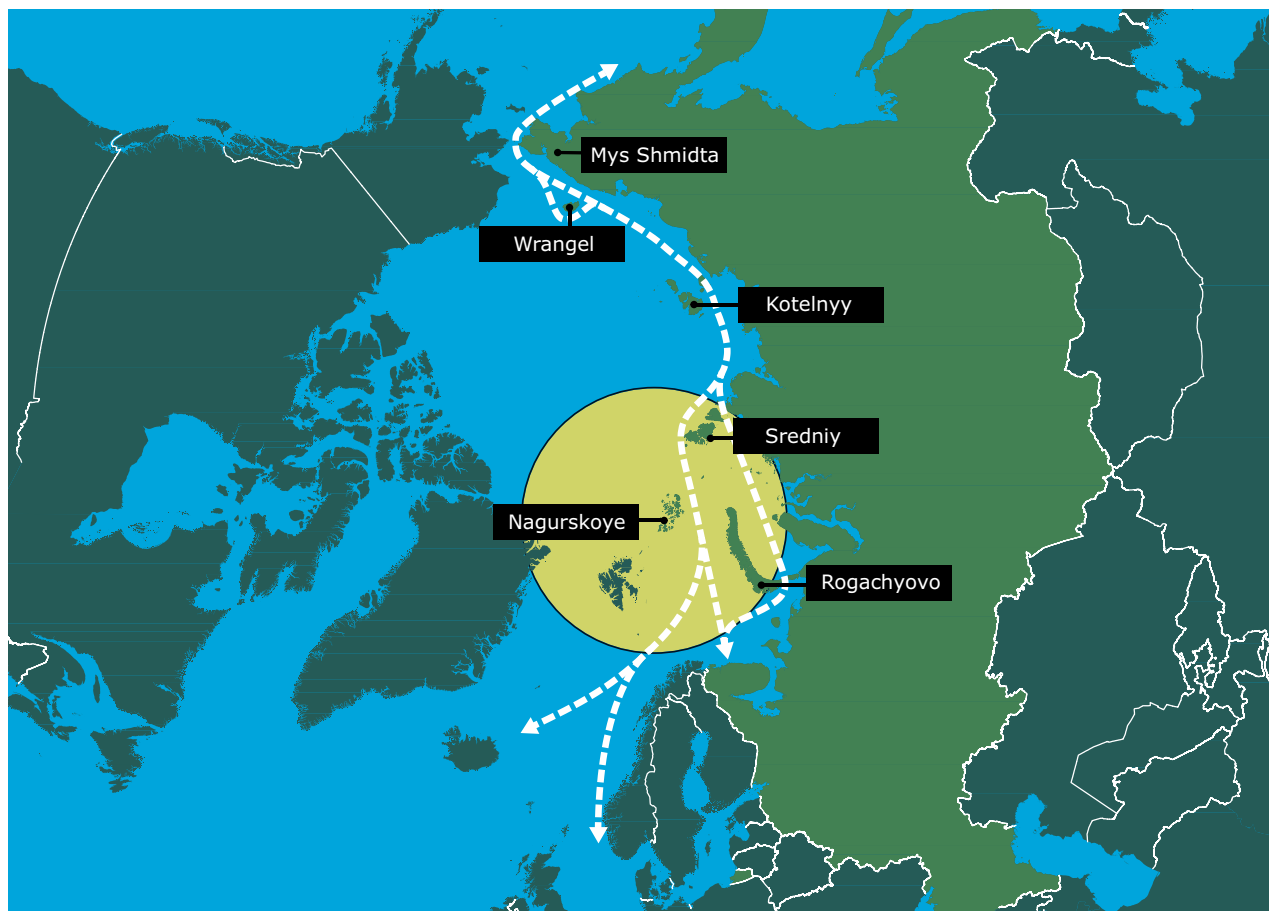 Mys Shmidta
Wrangel
Kotelnyy
Sredniy
Nagurskoye
Rogachyovo